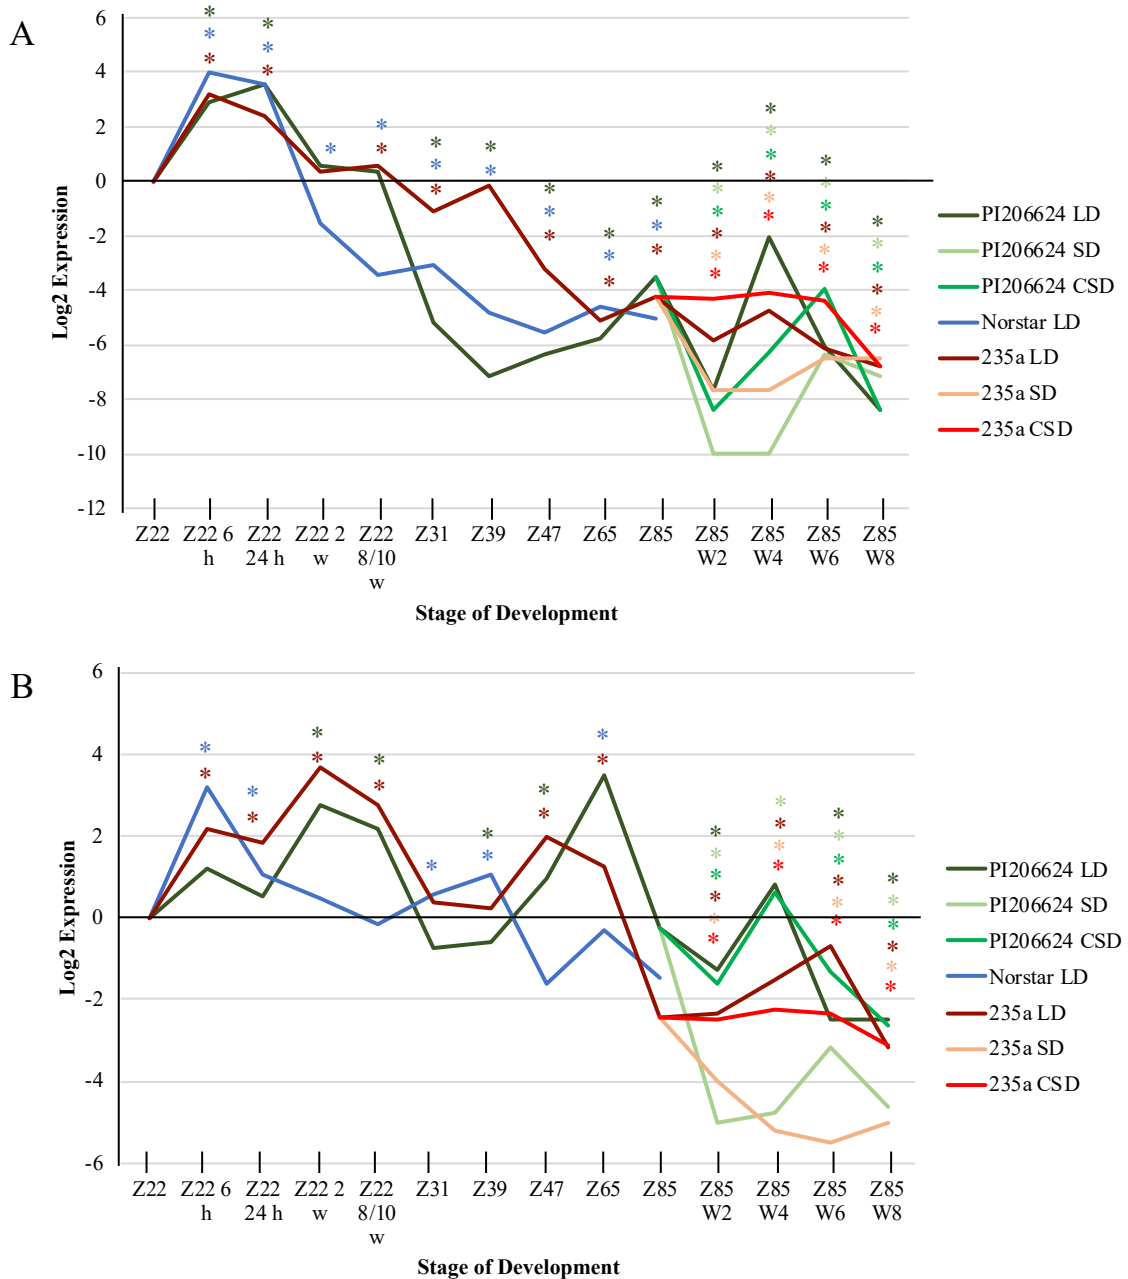 A
6
4
2
0
-2
-4
-6
-8
-10
-12
Log2 Expression
* * * * * * * * * * * * * * * * * * * * * * * * * * * * * * * * * * * * * * * * * * * * * * * *
Z22 Z22 6 Z22 Z22 2 Z22 Z31 Z39 Z47 Z65 Z85 Z85 Z85 Z85 Z85
h 24 h w 8/10 W2 W4 W6 W8
w
Stage of Development
PI206624 LD
PI206624 SD
PI206624 CSD
Norstar LD
235a LD
235a SD
235a CSD
B
6
4
2
0
-2
-4
-6
Log2 Expression
* * * * * * * * * * * * * * * * * * * * * * * * * * * * * * * * * * * * *
Z22 Z22 6 Z22 Z22 2 Z22 Z31 Z39 Z47 Z65 Z85 Z85 Z85 Z85 Z85
h 24 h w 8/10 W2 W4 W6 W8
w
Stage of Development
PI206624 LD
PI206624 SD
PI206624 CSD
Norstar LD
235a LD
235a SD
235a CSD